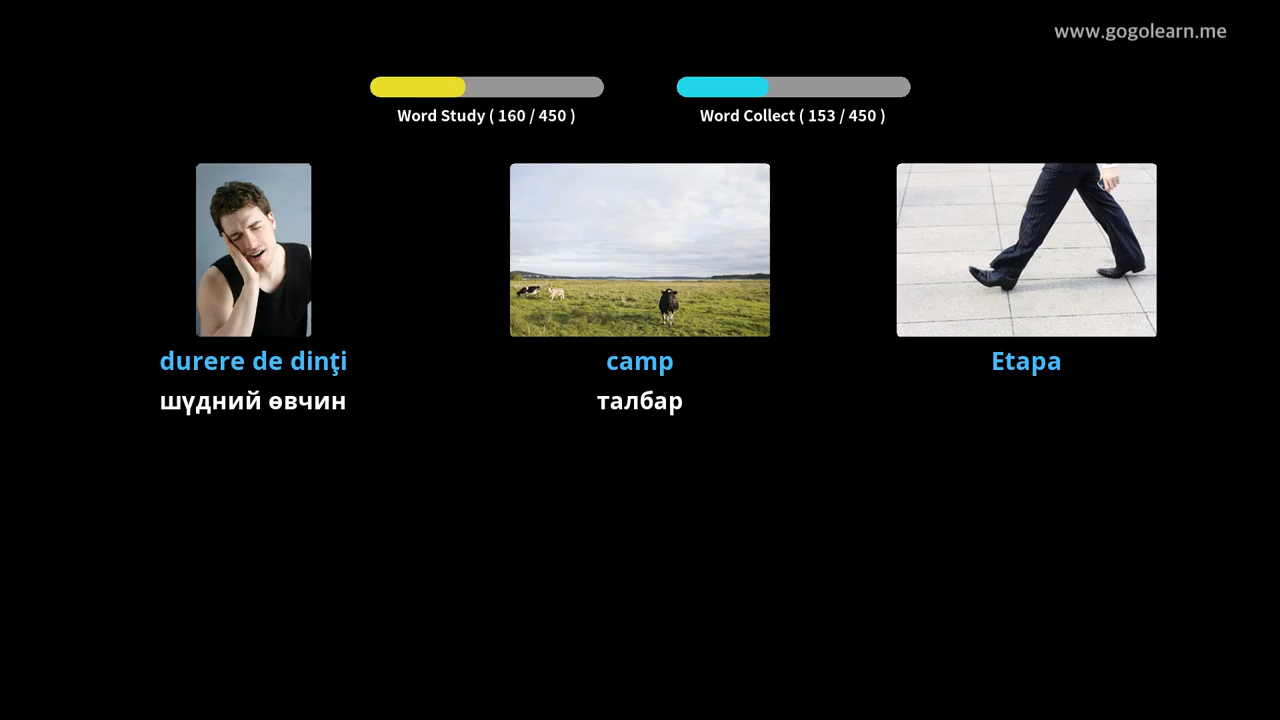 www.gogolearn.me
Word Study ( 160 / 450 )
Word Collect ( 153 / 450 )
durere de dinţi
camp
Etapa
шүдний өвчин
талбар